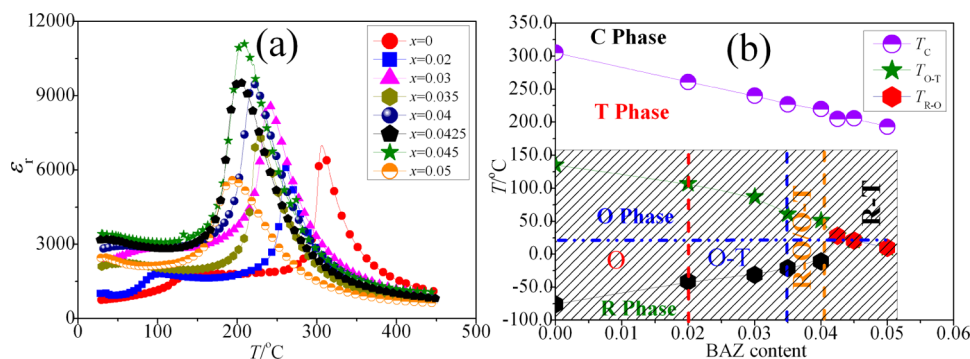 (a)
12000
9000
6000
3000
0
εr
0 100 200 300 400 500
T/°C
x=0
x=0.02
x=0.03
x=0.035
x=0.04
x=0.0425
x=0.045
x=0.05
(b)
350.0
300.0
250.0
200.0
150.0
100.0
50.0
0.0
-50.0
-100.0
T/°C
C Phase
T Phase
O Phase
R Phase
O
O-T
R-O-T
R-T
TC
TO-T
TR-O
0.00 0.01 0.02 0.03 0.04 0.05 0.06
BAZ content